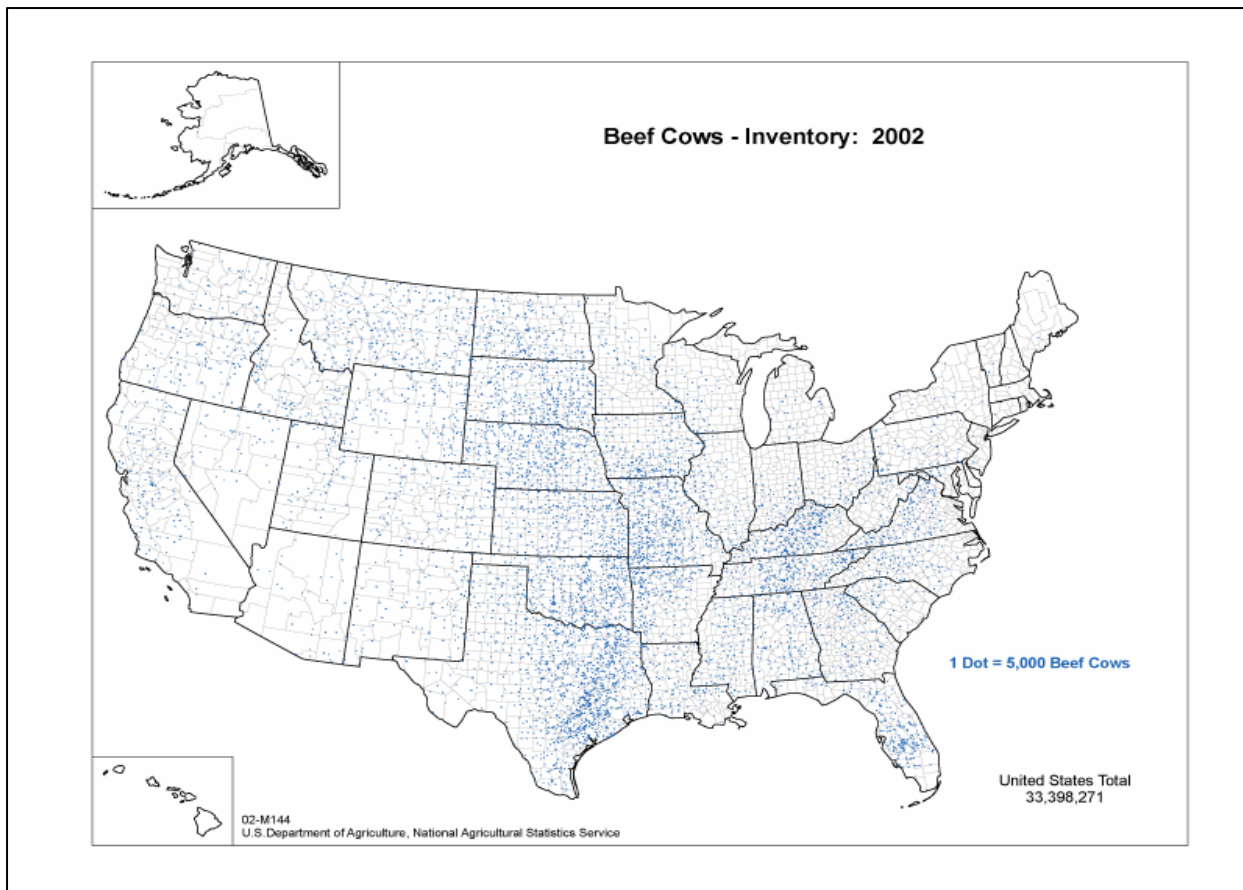 Beef Cows - Inventory: 2002
1 Dot = 5,000 Beef Cows
United States Total
33,398,271
02-M144
U.S.Department of Agriculture, National Agricultural Statistics Service